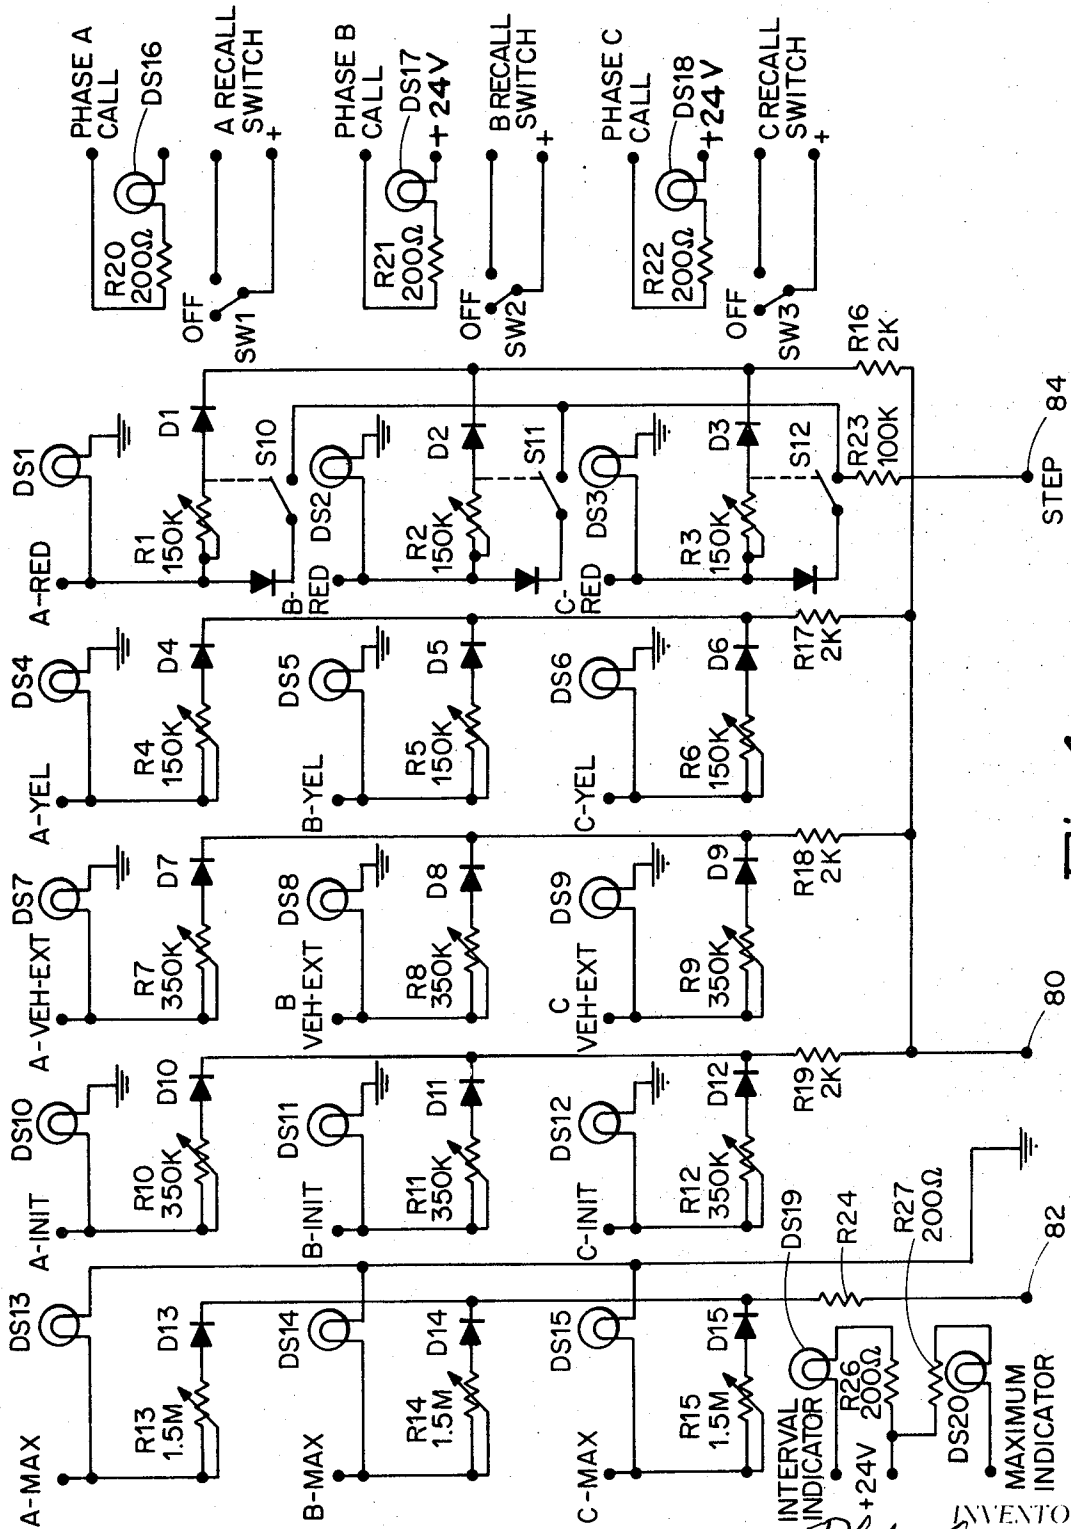 PHASE A
CALL
DS16
R20
200Ω
A RECALL
SWITCH
+
OFF
SW1
PHASE B
CALL
DS17
+24V
R21
200Ω
B RECALL
SWITCH
+
OFF
SW2
PHASE C
CALL
DS18
+24V
R22
200Ω
C RECALL
SWITCH
+
OFF
SW3
A-RED
DS1
R1
150K
D1
S10
B-
RED
DS2
R2
150K
D2
S11
C-
RED
DS3
R3
150K
D3
S12
R16
2K
R23
100K
STEP
84
A-YEL
DS4
R4
150K
D4
B-YEL
DS5
R5
150K
D5
C-YEL
DS6
R6
150K
D6
R17
2K
A-VEH-EXT
DS7
R7
350K
D7
B
VEH-EXT
DS8
R8
350K
D8
C
VEH-EXT
DS9
R9
350K
D9
R18
2K
A-INIT
DS10
R10
350K
D10
B-INIT
DS11
R11
350K
D11
C-INIT
DS12
R12
350K
D12
R19
2K
80
A-MAX
DS13
R13
1.5M
D13
B-MAX
DS14
R14
1.5M
D14
C-MAX
DS15
R15
1.5M
D15
R24
82
INTERVAL
INDICATOR
DS19
R26
200Ω
+24V
R27
200Ω
DS20
MAXIMUM
INDICATOR
INVENTO